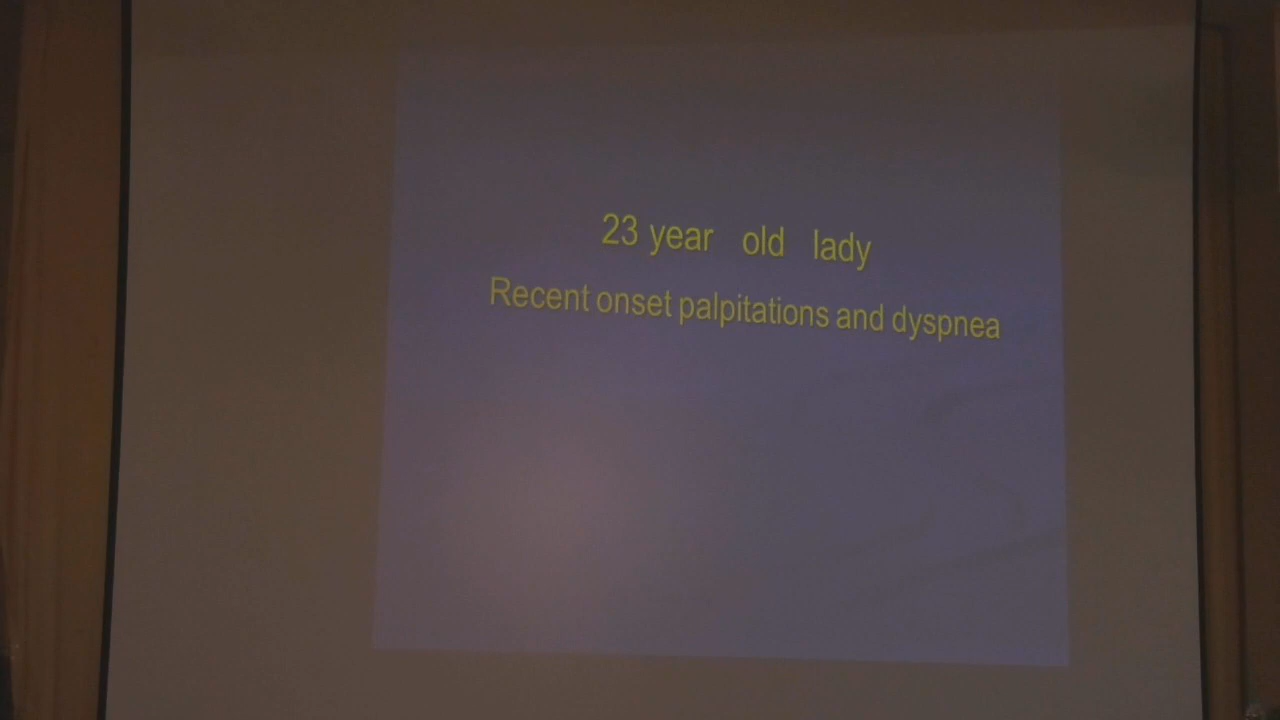 23 year old lady
Recent onset palpitations and dyspnea